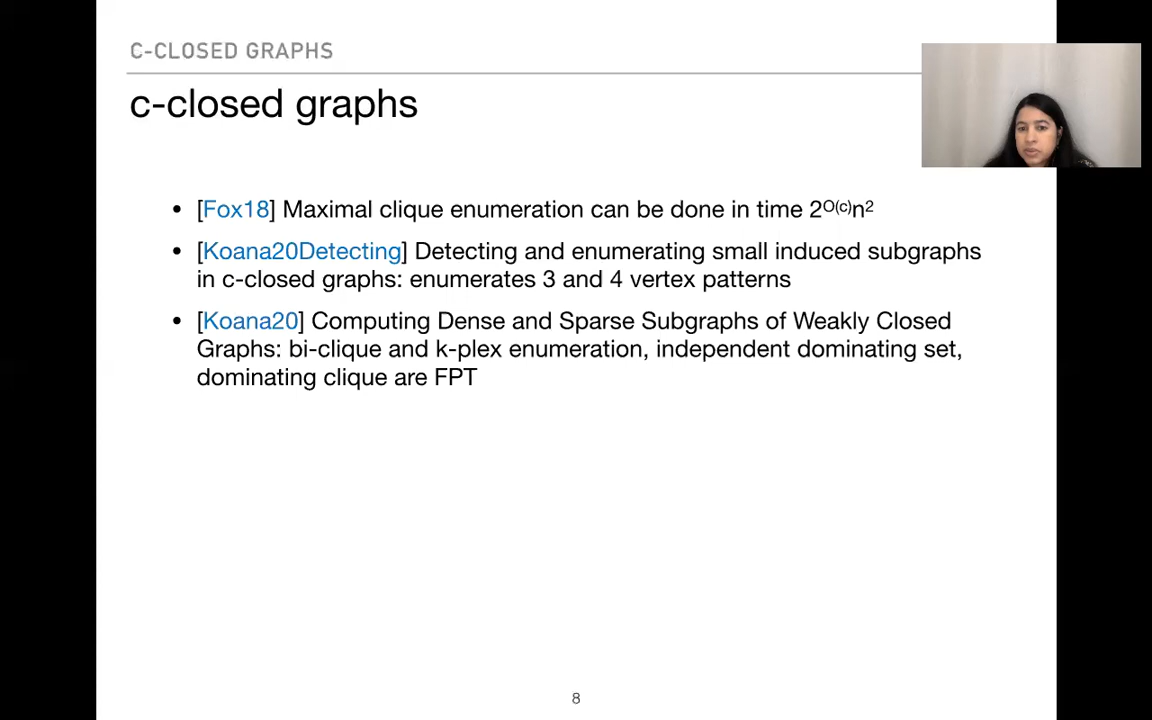 C-CLOSED GRAPHS
c-closed graphs
• [Fox18] Maximal clique enumeration can be done in time 2^O(c)n^2
• [Koana20Detecting] Detecting and enumerating small induced subgraphs
in c-closed graphs: enumerates 3 and 4 vertex patterns
• [Koana20] Computing Dense and Sparse Subgraphs of Weakly Closed
Graphs: bi-clique and k-plex enumeration, independent dominating set,
dominating clique are FPT
8